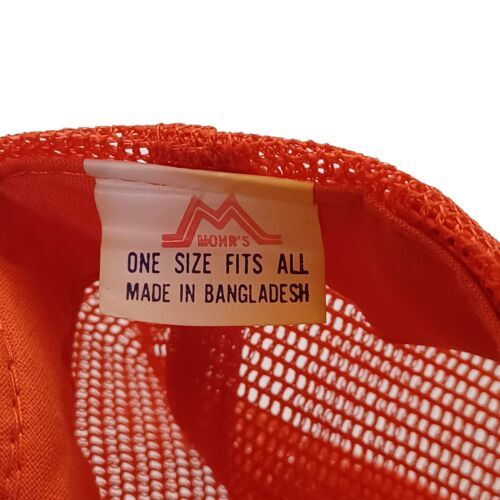 MOHR'S
ONE SIZE FITS ALL
MADE IN BANGLADESH